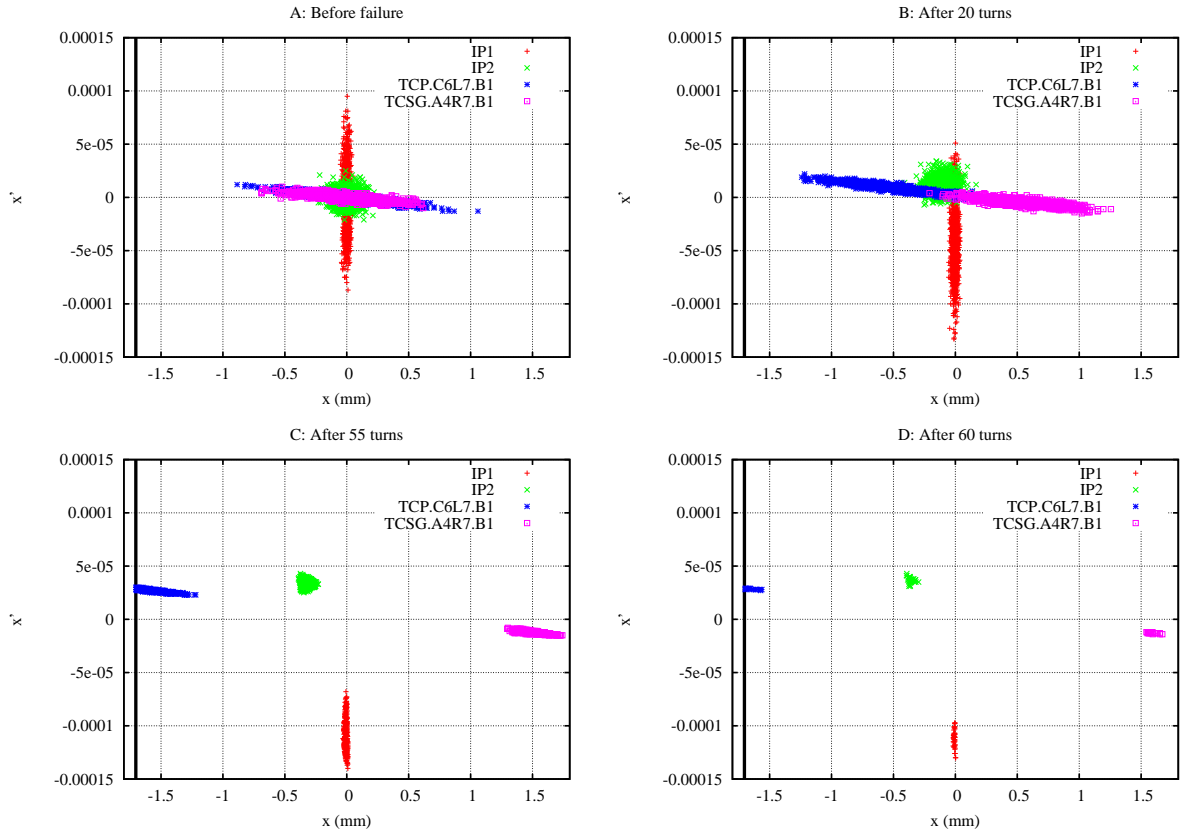 A: Before failure
0.00015
0.0001
5e-05
0
-5e-05
-0.0001
-0.00015
x'
-1.5 -1 -0.5 0 0.5 1 1.5
x (mm)
IP1
IP2
TCP.C6L7.B1
TCSG.A4R7.B1
B: After 20 turns
0.00015
0.0001
5e-05
0
-5e-05
-0.0001
-0.00015
x'
-1.5 -1 -0.5 0 0.5 1 1.5
x (mm)
IP1
IP2
TCP.C6L7.B1
TCSG.A4R7.B1
C: After 55 turns
0.00015
0.0001
5e-05
0
-5e-05
-0.0001
-0.00015
x'
-1.5 -1 -0.5 0 0.5 1 1.5
x (mm)
IP1
IP2
TCP.C6L7.B1
TCSG.A4R7.B1
D: After 60 turns
0.00015
0.0001
5e-05
0
-5e-05
-0.0001
-0.00015
x'
-1.5 -1 -0.5 0 0.5 1 1.5
x (mm)
IP1
IP2
TCP.C6L7.B1
TCSG.A4R7.B1